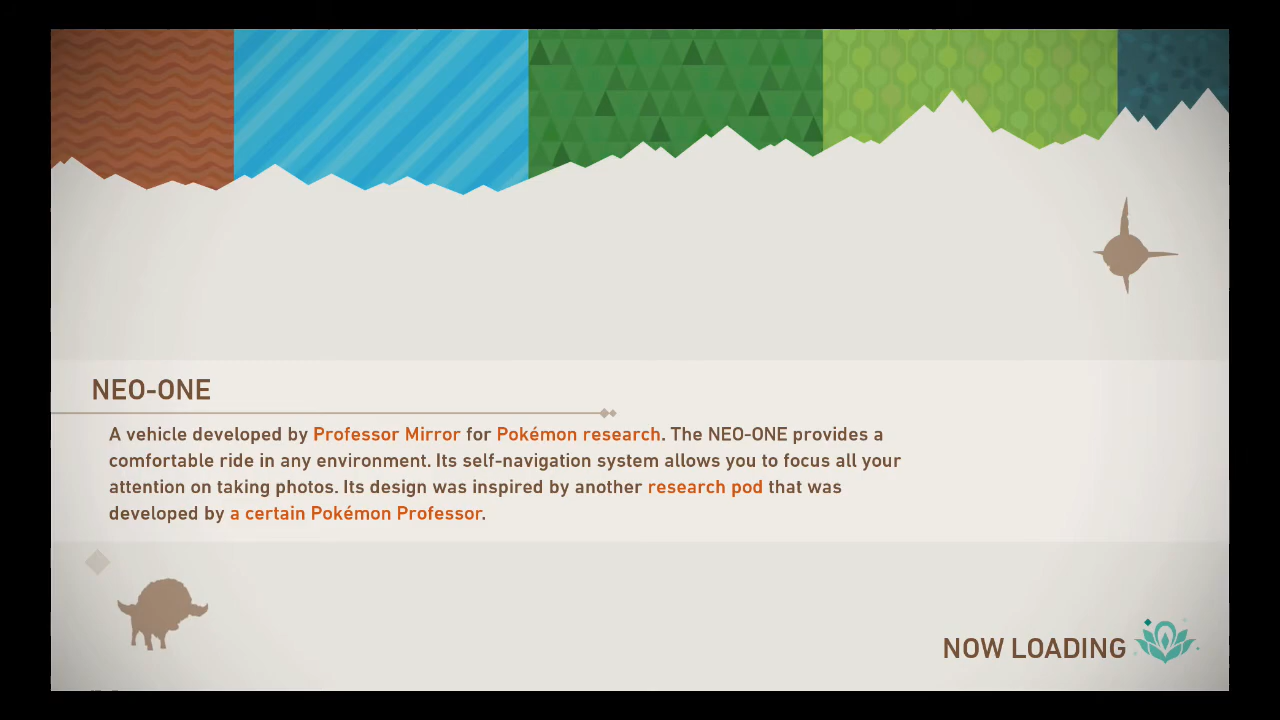 NEO-ONE
A vehicle developed by Professor Mirror for Pokémon research. The NEO-ONE provides a
comfortable ride in any environment. Its self-navigation system allows you to focus all your
attention on taking photos. Its design was inspired by another research pod that was
developed by a certain Pokémon Professor.
NOW LOADING